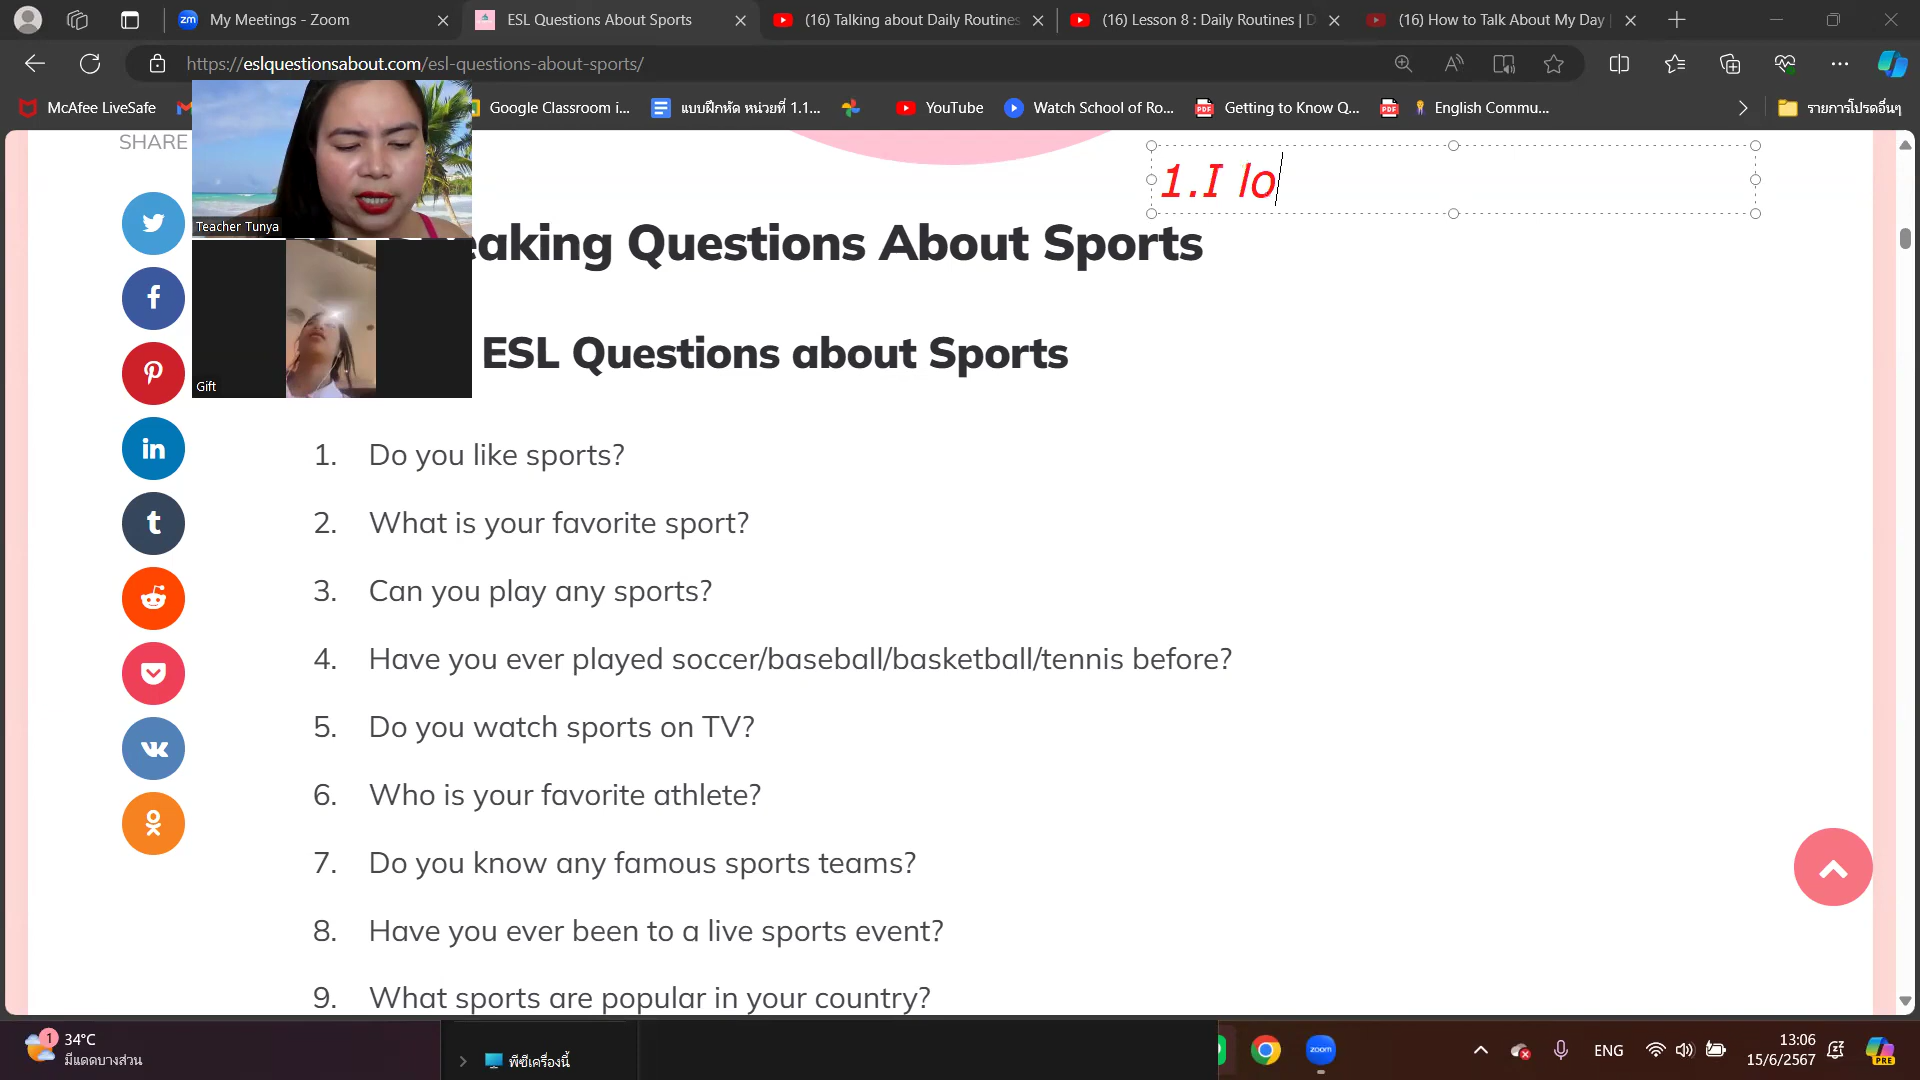 My Meetings - Zoom
ESL Questions About Sports
(16) Talking about Daily Routines
(16) Lesson 8 : Daily Routines | D
(16) How to Talk About My Day |
https://eslquestionsabout.com/esl-questions-about-sports/
McAfee LiveSafe
Google Classroom i...
แบบฝึกหัด หน่วยที่ 1.1...
YouTube
Watch School of Ro...
Getting to Know Q...
English Commu...
รายการโปรดอื่นๆ
SHARE
1.I lo
Teacher Tunya
eaking Questions About Sports
Gift
ESL Questions about Sports
1. Do you like sports?
2. What is your favorite sport?
3. Can you play any sports?
4. Have you ever played soccer/baseball/basketball/tennis before?
5. Do you watch sports on TV?
6. Who is your favorite athlete?
7. Do you know any famous sports teams?
8. Have you ever been to a live sports event?
9. What sports are popular in your country?
1
34°C
มีแดดบางส่วน
พีซีเครื่องนี้
zoom
ENG
13:06
15/6/2567
PRE